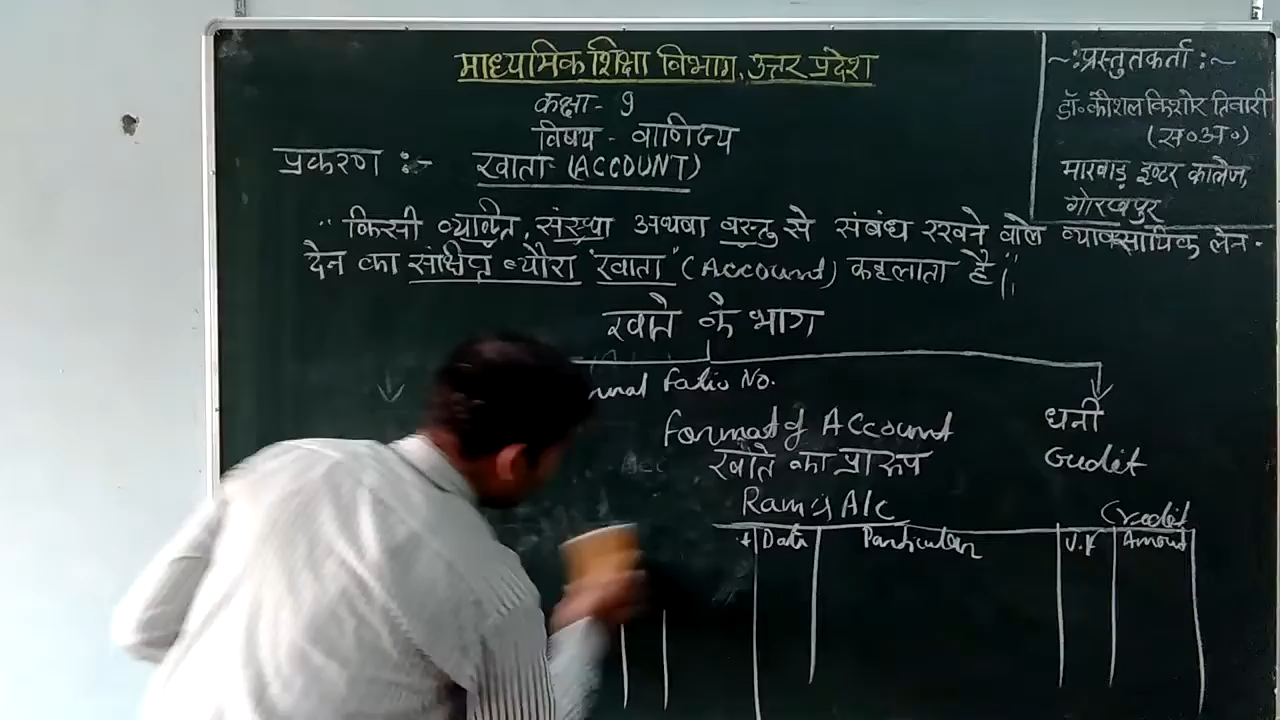 माध्यमिक शिक्षा विभाग, उत्तर प्रदेश
कक्षा - 9
विषय - वाणिज्य
प्रकरण :- खाता- (ACCOUNT)
~:प्रस्तुतकर्ता:~
डॉ० कौशल किशोर तिवारी
(स०अ०)
मारवाड़ इण्टर कालेज,
गोरखपुर
"किसी व्यक्ति, संस्था अथवा वस्तु से संबंध रखने वाले व्यावसायिक लेन-
देन का संक्षिप्त ब्यौरा "खाता" (Account) कहलाता है।"
खाते के भाग
Folio No.
Format of Account
खाते का प्रारूप
धनी
Credit
Ram's A/c
Credit
Date Particular J.F Amount